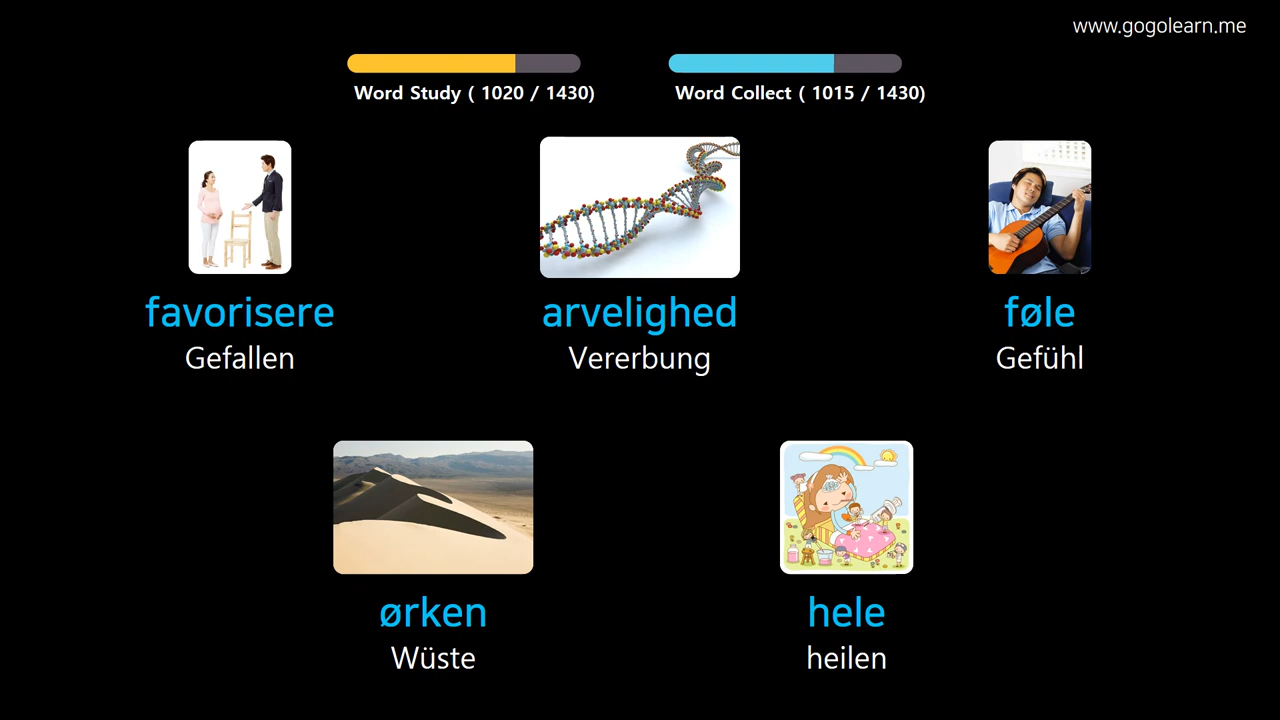 www.gogolearn.me
Word Study ( 1020 / 1430)
Word Collect ( 1015 / 1430)
favorisere
Gefallen
arvelighed
Vererbung
føle
Gefühl
ørken
Wüste
hele
heilen